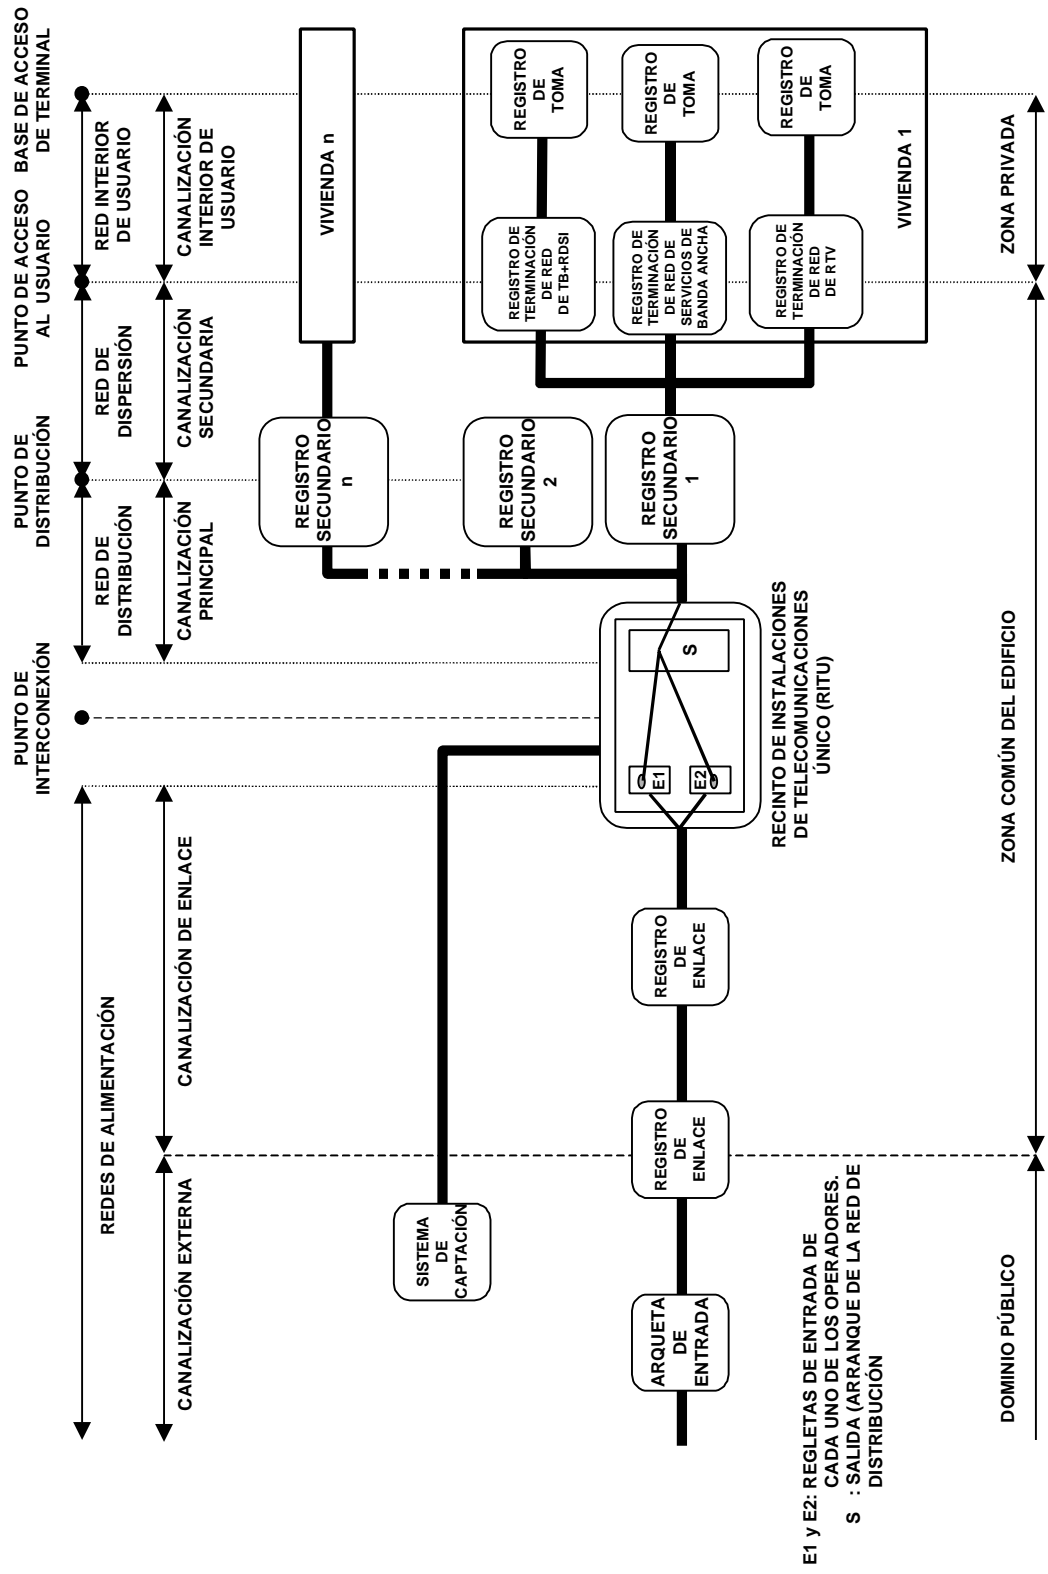 PUNTO DE
INTERCONEXIÓN
PUNTO DE
DISTRIBUCIÓN
PUNTO DE ACCESO
AL USUARIO
BASE DE ACCESO
DE TERMINAL
REDES DE ALIMENTACIÓN
RED DE
DISTRIBUCIÓN
RED DE
DISPERSIÓN
RED INTERIOR
DE USUARIO
CANALIZACIÓN EXTERNA
CANALIZACIÓN DE ENLACE
CANALIZACIÓN
PRINCIPAL
CANALIZACIÓN
SECUNDARIA
CANALIZACIÓN
INTERIOR DE
USUARIO
VIVIENDA n
REGISTRO
SECUNDARIO
n
SISTEMA
DE
CAPTACIÓN
REGISTRO
SECUNDARIO
2
REGISTRO DE
TERMINACIÓN
DE RED
DE TB+RDSI
REGISTRO
DE
TOMA
ARQUETA
DE
ENTRADA
REGISTRO
DE
ENLACE
REGISTRO
DE
ENLACE
E1
E2
S
REGISTRO
SECUNDARIO
1
REGISTRO DE
TERMINACIÓN
DE RED DE
SERVICIOS DE
BANDA ANCHA
REGISTRO
DE
TOMA
RECINTO DE INSTALACIONES
DE TELECOMUNICACIONES
ÚNICO (RITU)
REGISTRO DE
TERMINACIÓN
DE RED
DE RTV
REGISTRO
DE
TOMA
VIVIENDA 1
E1 y E2: REGLETAS DE ENTRADA DE
CADA UNO DE LOS OPERADORES.
S : SALIDA (ARRANQUE DE LA RED DE
DISTRIBUCIÓN
DOMINIO PÚBLICO
ZONA COMÚN DEL EDIFICIO
ZONA PRIVADA